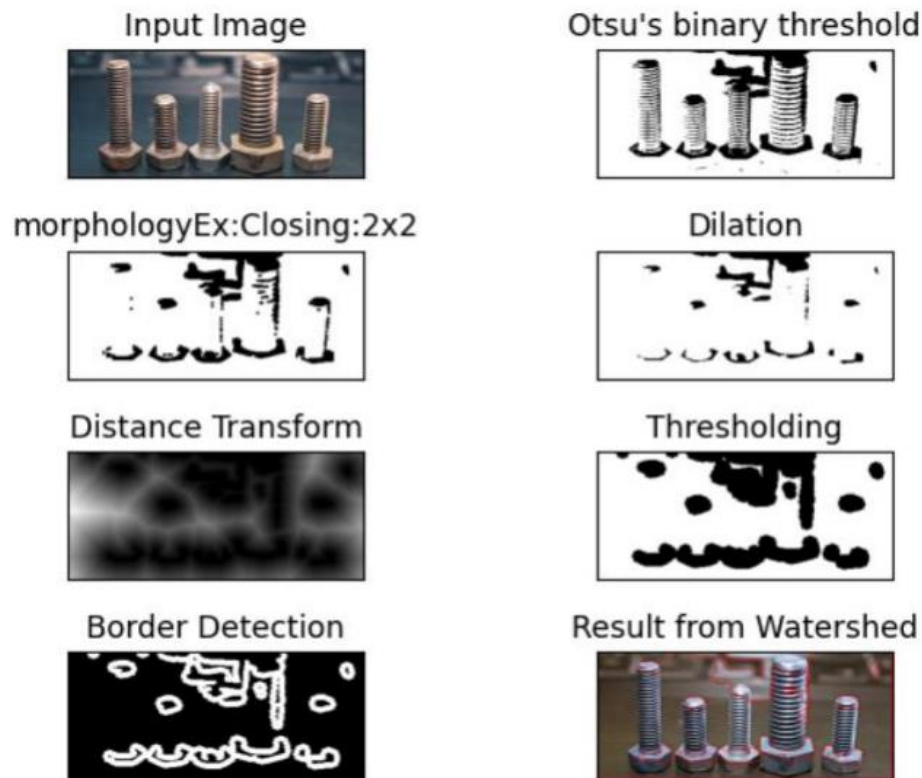 Input Image
Otsu's binary threshold
morphologyEx:Closing:2x2
Dilation
Distance Transform
Thresholding
Border Detection
Result from Watershed